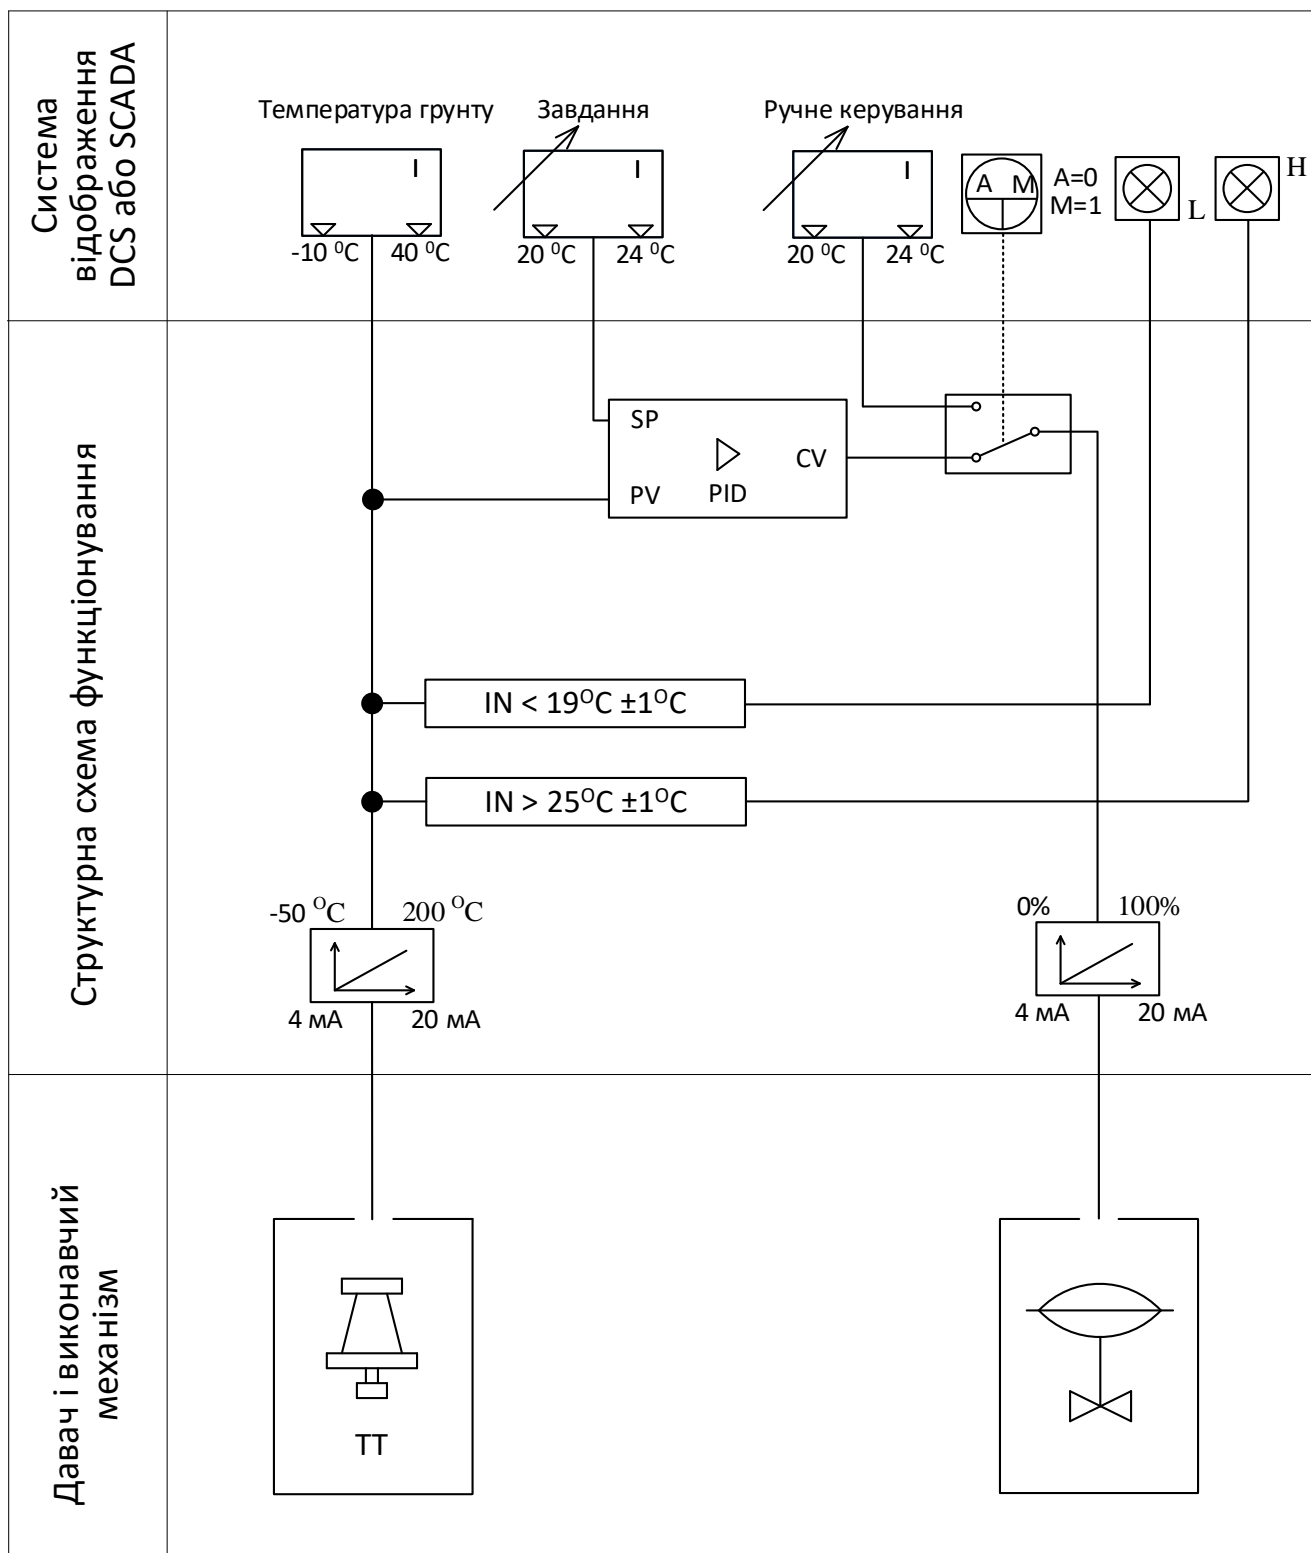 Система
відображення
DCS або SCADA
Температура грунту
Завдання
Ручне керування
I
I
I
A M
A=0
M=1
L
H
-10 ⁰C 40 ⁰C
20 ⁰C 24 ⁰C
20 ⁰C 24 ⁰C
Структурна схема функціонування
SP
PV
PID
CV
IN < 19ᴼC ±1ᴼC
IN > 25ᴼC ±1ᴼC
-50 ᴼC 200 ᴼC
4 мА 20 мА
0% 100%
4 мА 20 мА
Давач і виконавчий
механізм
TT